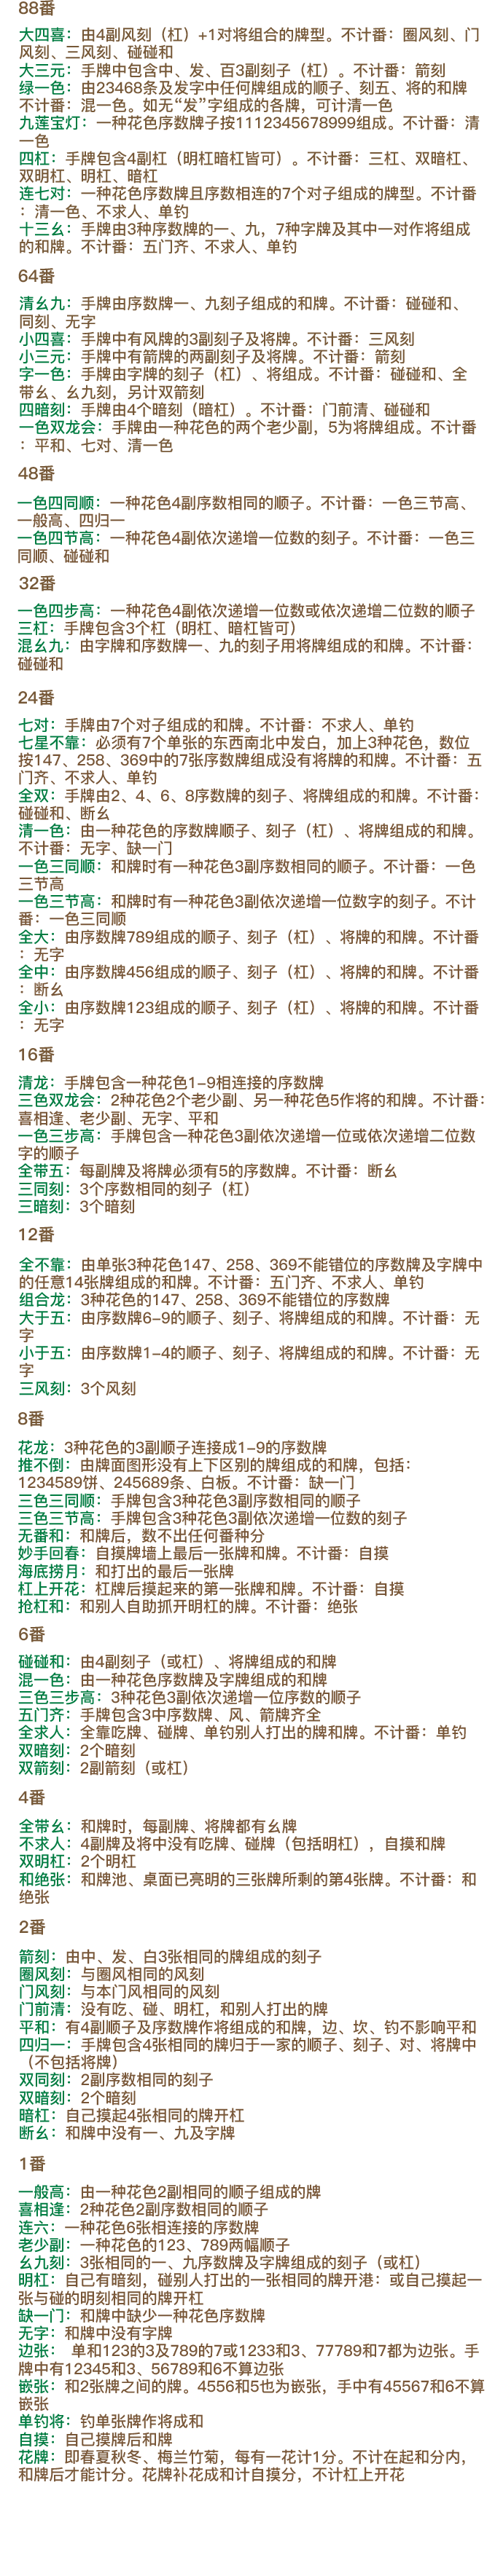 88番
大四喜：由4副风刻（杠）+1对将组合的牌型。不计番：圈风刻、门
风刻、三风刻、碰碰和
大三元：手牌中包含中、发、百3副刻子（杠）。不计番：箭刻
绿一色：由23468条及发字中任何牌组成的顺子、刻五、将的和牌
不计番：混一色。如无“发”字组成的各牌，可计清一色
九莲宝灯：一种花色序数牌子按1112345678999组成。不计番：清
一色
四杠：手牌包含4副杠（明杠暗杠皆可）。不计番：三杠、双暗杠、
双明杠、明杠、暗杠
连七对：一种花色序数牌且序数相连的7个对子组成的牌型。不计番
：清一色、不求人、单钓
十三幺：手牌由3种序数牌的一、九，7种字牌及其中一对作将组成
的和牌。不计番：五门齐、不求人、单钓
64番
清幺九：手牌由序数牌一、九刻子组成的和牌。不计番：碰碰和、
同刻、无字
小四喜：手牌中有风牌的3副刻子及将牌。不计番：三风刻
小三元：手牌中有箭牌的两副刻子及将牌。不计番：箭刻
字一色：手牌由字牌的刻子（杠）、将组成。不计番：碰碰和、全
带幺、幺九刻，另计双箭刻
四暗刻：手牌由4个暗刻（暗杠）。不计番：门前清、碰碰和
一色双龙会：手牌由一种花色的两个老少副，5为将牌组成。不计番
：平和、七对、清一色
48番
一色四同顺：一种花色4副序数相同的顺子。不计番：一色三节高、
一般高、四归一
一色四节高：一种花色4副依次递增一位数的刻子。不计番：一色三
同顺、碰碰和
32番
一色四步高：一种花色4副依次递增一位数或依次递增二位数的顺子
三杠：手牌包含3个杠（明杠、暗杠皆可）
混幺九：由字牌和序数牌一、九的刻子用将牌组成的和牌。不计番：
碰碰和
24番
七对：手牌由7个对子组成的和牌。不计番：不求人、单钓
七星不靠：必须有7个单张的东西南北中发白，加上3种花色，数位
按147、258、369中的7张序数牌组成没有将牌的和牌。不计番：五
门齐、不求人、单钓
全双：手牌由2、4、6、8序数牌的刻子、将牌组成的和牌。不计番：
碰碰和、断幺
清一色：由一种花色的序数牌顺子、刻子（杠）、将牌组成的和牌。
不计番：无字、缺一门
一色三同顺：和牌时有一种花色3副序数相同的顺子。不计番：一色
三节高
一色三节高：和牌时有一种花色3副依次递增一位数字的刻子。不计
番：一色三同顺
全大：由序数牌789组成的顺子、刻子（杠）、将牌的和牌。不计番
：无字
全中：由序数牌456组成的顺子、刻子（杠）、将牌的和牌。不计番
：断幺
全小：由序数牌123组成的顺子、刻子（杠）、将牌的和牌。不计番
：无字
16番
清龙：手牌包含一种花色1-9相连接的序数牌
三色双龙会：2种花色2个老少副、另一种花色5作将的和牌。不计番：
喜相逢、老少副、无字、平和
一色三步高：手牌包含一种花色3副依次递增一位或依次递增二位数
字的顺子
全带五：每副牌及将牌必须有5的序数牌。不计番：断幺
三同刻：3个序数相同的刻子（杠）
三暗刻：3个暗刻
12番
全不靠：由单张3种花色147、258、369不能错位的序数牌及字牌中
的任意14张牌组成的和牌。不计番：五门齐、不求人、单钓
组合龙：3种花色的147、258、369不能错位的序数牌
大于五：由序数牌6-9的顺子、刻子、将牌组成的和牌。不计番：无
字
小于五：由序数牌1-4的顺子、刻子、将牌组成的和牌。不计番：无
字
三风刻：3个风刻
8番
花龙：3种花色的3副顺子连接成1-9的序数牌
推不倒：由牌面图形没有上下区别的牌组成的和牌，包括：
1234589饼、245689条、白板。不计番：缺一门
三色三同顺：手牌包含3种花色3副序数相同的顺子
三色三节高：手牌包含3种花色3副依次递增一位数的刻子
无番和：和牌后，数不出任何番种分
妙手回春：自摸牌墙上最后一张牌和牌。不计番：自摸
海底捞月：和打出的最后一张牌
杠上开花：杠牌后摸起来的第一张牌和牌。不计番：自摸
抢杠和：和别人自助抓开明杠的牌。不计番：绝张
6番
碰碰和：由4副刻子（或杠）、将牌组成的和牌
混一色：由一种花色序数牌及字牌组成的和牌
三色三步高：3种花色3副依次递增一位序数的顺子
五门齐：手牌包含3中序数牌、风、箭牌齐全
全求人：全靠吃牌、碰牌、单钓别人打出的牌和牌。不计番：单钓
双暗刻：2个暗刻
双箭刻：2副箭刻（或杠）
4番
全带幺：和牌时，每副牌、将牌都有幺牌
不求人：4副牌及将中没有吃牌、碰牌（包括明杠），自摸和牌
双明杠：2个明杠
和绝张：和牌池、桌面已亮明的三张牌所剩的第4张牌。不计番：和
绝张
2番
箭刻：由中、发、白3张相同的牌组成的刻子
圈风刻：与圈风相同的风刻
门风刻：与本门风相同的风刻
门前清：没有吃、碰、明杠，和别人打出的牌
平和：有4副顺子及序数牌作将组成的和牌，边、坎、钓不影响平和
四归一：手牌包含4张相同的牌归于一家的顺子、刻子、对、将牌中
（不包括将牌）
双同刻：2副序数相同的刻子
双暗刻：2个暗刻
暗杠：自己摸起4张相同的牌开杠
断幺：和牌中没有一、九及字牌
1番
一般高：由一种花色2副相同的顺子组成的牌
喜相逢：2种花色2副序数相同的顺子
连六：一种花色6张相连接的序数牌
老少副：一种花色的123、789两幅顺子
幺九刻：3张相同的一、九序数牌及字牌组成的刻子（或杠）
明杠：自己有暗刻，碰别人打出的一张相同的牌开港：或自己摸起一
张与碰的明刻相同的牌开杠
缺一门：和牌中缺少一种花色序数牌
无字：和牌中没有字牌
边张： 单和123的3及789的7或1233和3、77789和7都为边张。手
牌中有12345和3、56789和6不算边张
嵌张：和2张牌之间的牌。4556和5也为嵌张，手中有45567和6不算
嵌张
单钓将：钓单张牌作将成和
自摸：自己摸牌后和牌
花牌：即春夏秋冬、梅兰竹菊，每有一花计1分。不计在起和分内，
和牌后才能计分。花牌补花成和计自摸分，不计杠上开花